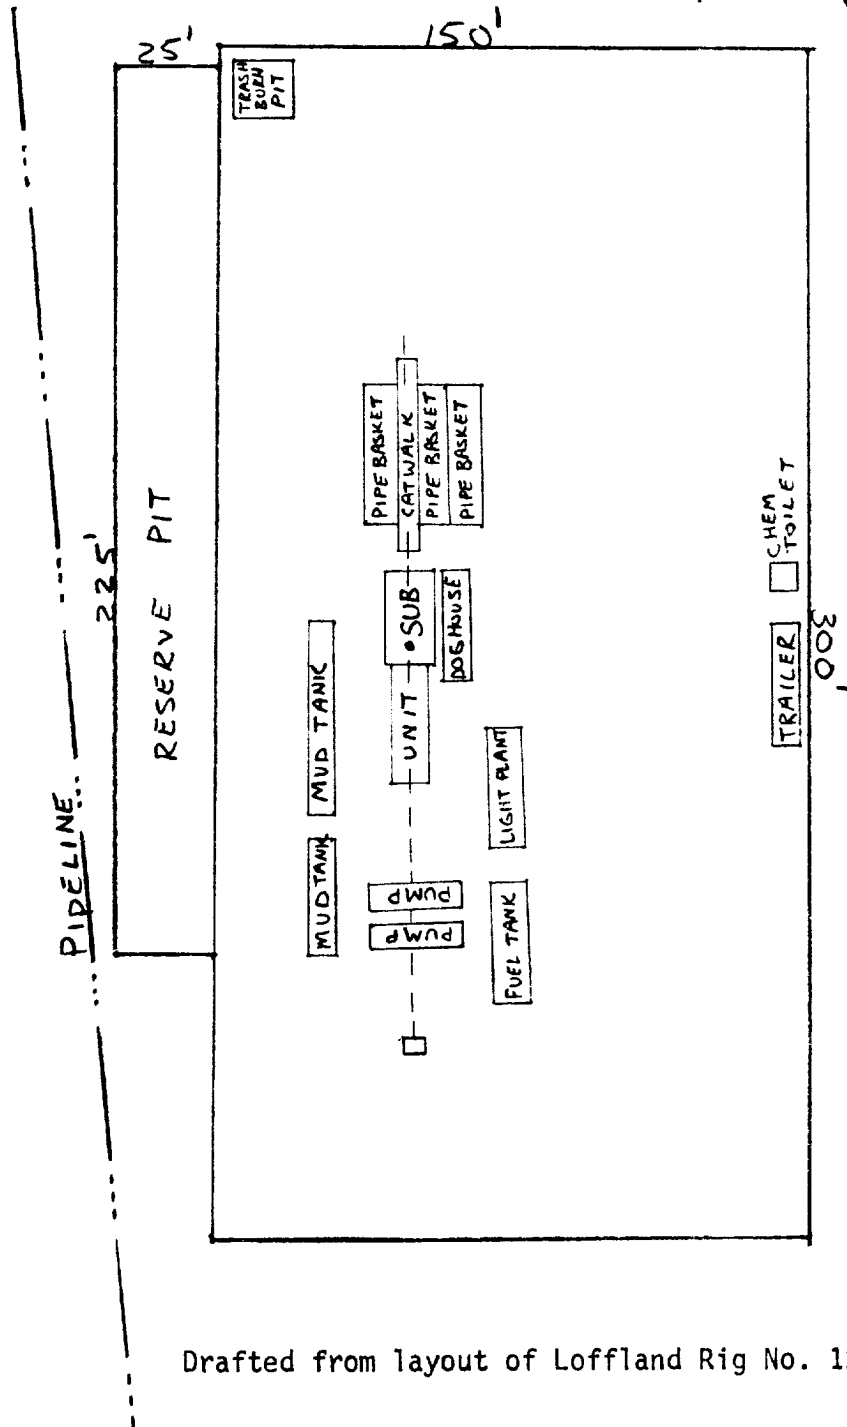 25'
150'
TRASH
BURN
PIT
PIPE BASKET
CATWALK
PIPE BASKET
PIPE BASKET
CHEM
TOILET
225'
RESERVE PIT
SUB
DOGHOUSE
300'
TRAILER
MUD TANK
UNIT
LIGHT PLANT
PIPELINE
MUD TANK
PUMP
PUMP
FUEL TANK
Drafted from layout of Loffland Rig No.